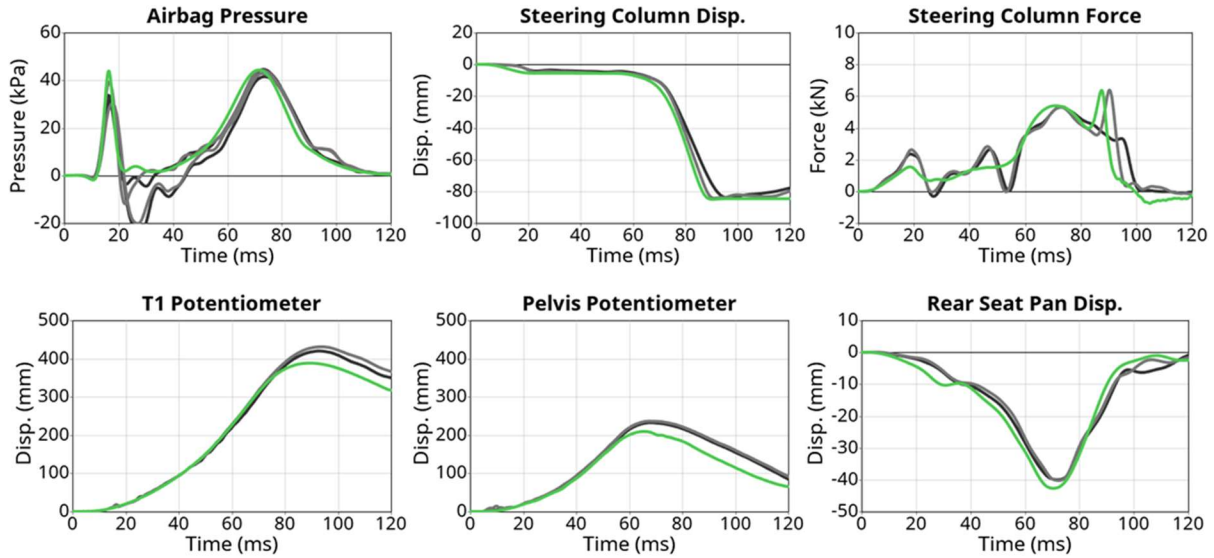 Airbag Pressure
Pressure (kPa)
60
40
20
0
-20
0 20 40 60 80 100 120
Time (ms)
Steering Column Disp.
Disp. (mm)
20
0
-20
-40
-60
-80
-100
0 20 40 60 80 100 120
Time (ms)
Steering Column Force
Force (kN)
10
8
6
4
2
0
-2
0 20 40 60 80 100 120
Time (ms)
T1 Potentiometer
Disp. (mm)
500
400
300
200
100
0
0 20 40 60 80 100 120
Time (ms)
Pelvis Potentiometer
Disp. (mm)
500
400
300
200
100
0
0 20 40 60 80 100 120
Time (ms)
Rear Seat Pan Disp.
Disp. (mm)
10
0
-10
-20
-30
-40
-50
0 20 40 60 80 100 120
Time (ms)